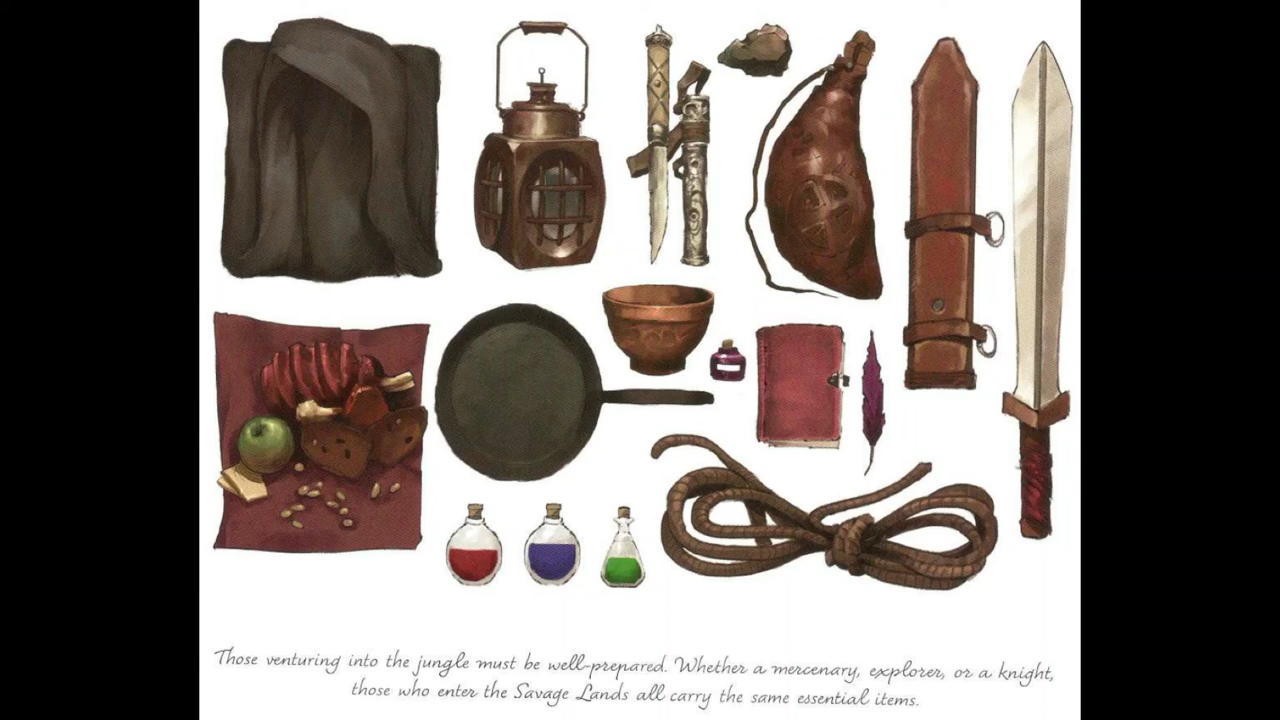 Those venturing into the jungle must be well-prepared. Whether a mercenary, explorer, or a knight,
those who enter the Savage Lands all carry the same essential items.